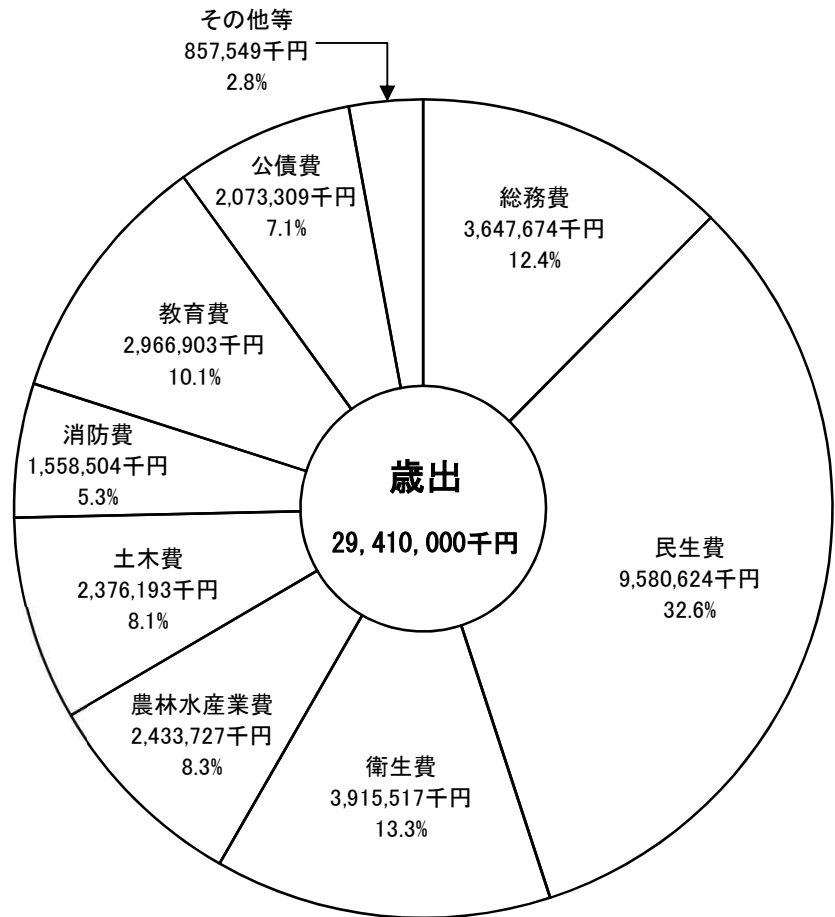 その他等
857,549千円
2.8%
公債費
2,073,309千円
7.1%
総務費
3,647,674千円
12.4%
教育費
2,966,903千円
10.1%
消防費
1,558,504千円
5.3%
歳出
29,410,000千円
民生費
9,580,624千円
32.6%
土木費
2,376,193千円
8.1%
農林水産業費
2,433,727千円
8.3%
衛生費
3,915,517千円
13.3%